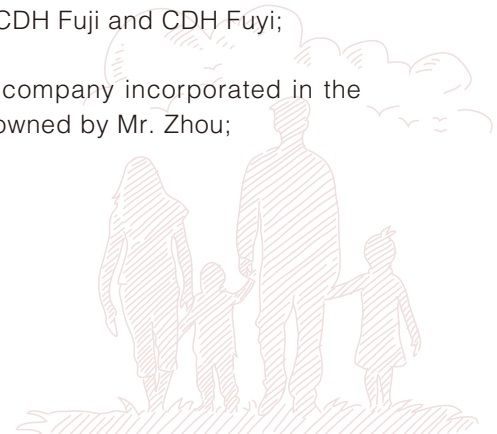 CDH Fuji and CDH Fuyi;
company incorporated in the
owned by Mr. Zhou;